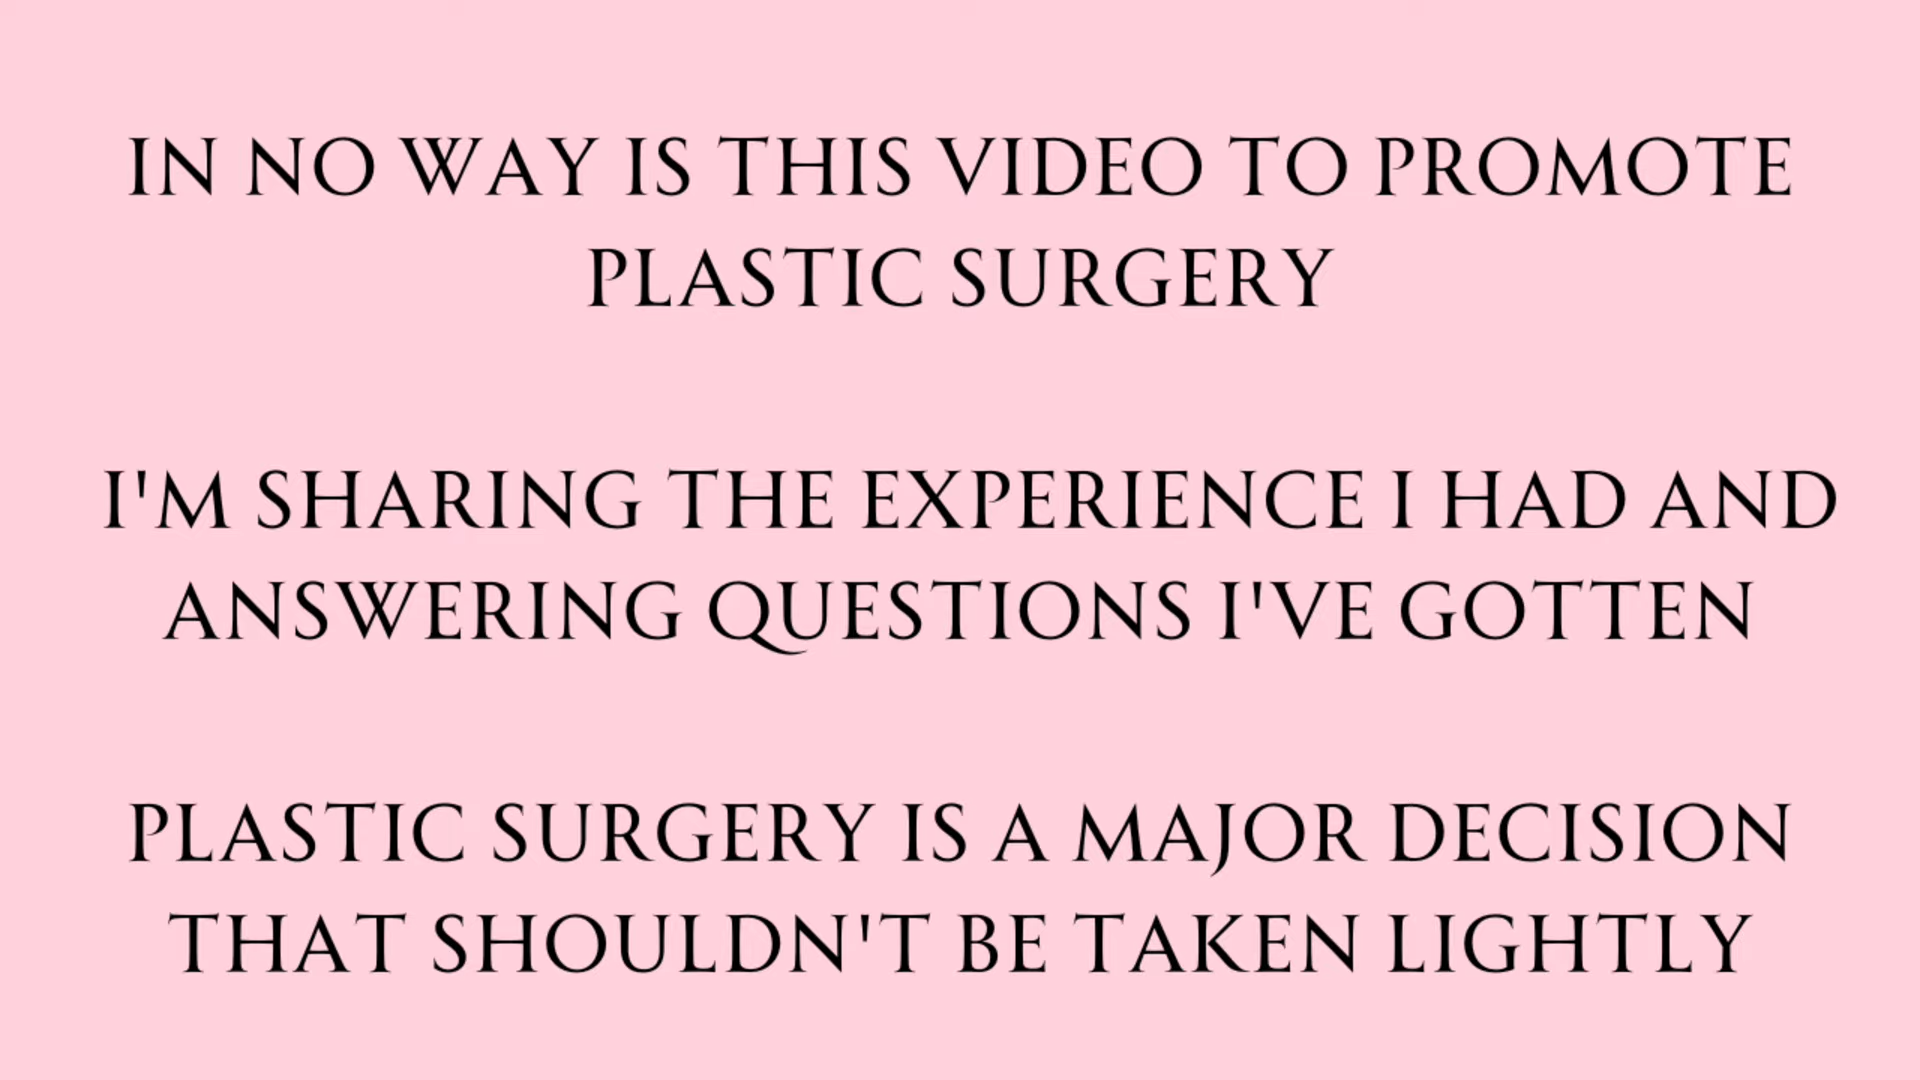 IN NO WAY IS THIS VIDEO TO PROMOTE
PLASTIC SURGERY
I'M SHARING THE EXPERIENCE I HAD AND
ANSWERING QUESTIONS I'VE GOTTEN
PLASTIC SURGERY IS A MAJOR DECISION
THAT SHOULDN'T BE TAKEN LIGHTLY